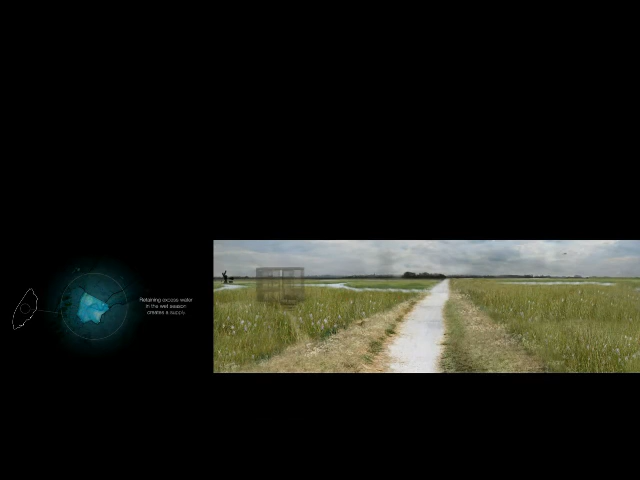 Retaining excess water
in the wet season
creates a supply